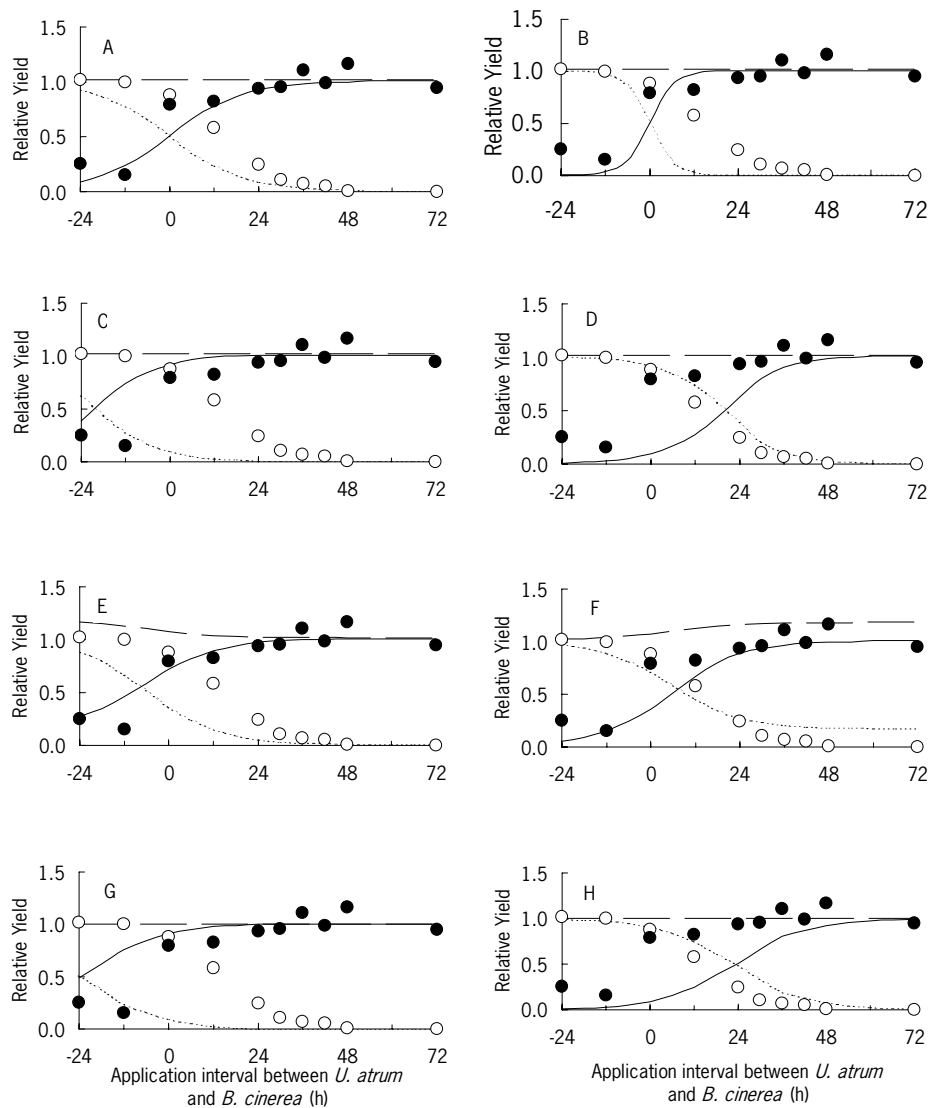 A
Relative Yield
1.5
1.0
0.5
0.0
-24 0 24 48 72
B
Relative Yield
1.5
1.0
0.5
0.0
-24 0 24 48 72
C
Relative Yield
1.5
1.0
0.5
0.0
-24 0 24 48 72
D
Relative Yield
1.5
1.0
0.5
0.0
-24 0 24 48 72
E
Relative Yield
1.5
1.0
0.5
0.0
-24 0 24 48 72
F
Relative Yield
1.5
1.0
0.5
0.0
-24 0 24 48 72
G
Relative Yield
1.5
1.0
0.5
0.0
-24 0 24 48 72
Application interval between U. atrum
and B. cinerea (h)
H
Relative Yield
1.5
1.0
0.5
0.0
-24 0 24 48 72
Application interval between U. atrum
and B. cinerea (h)